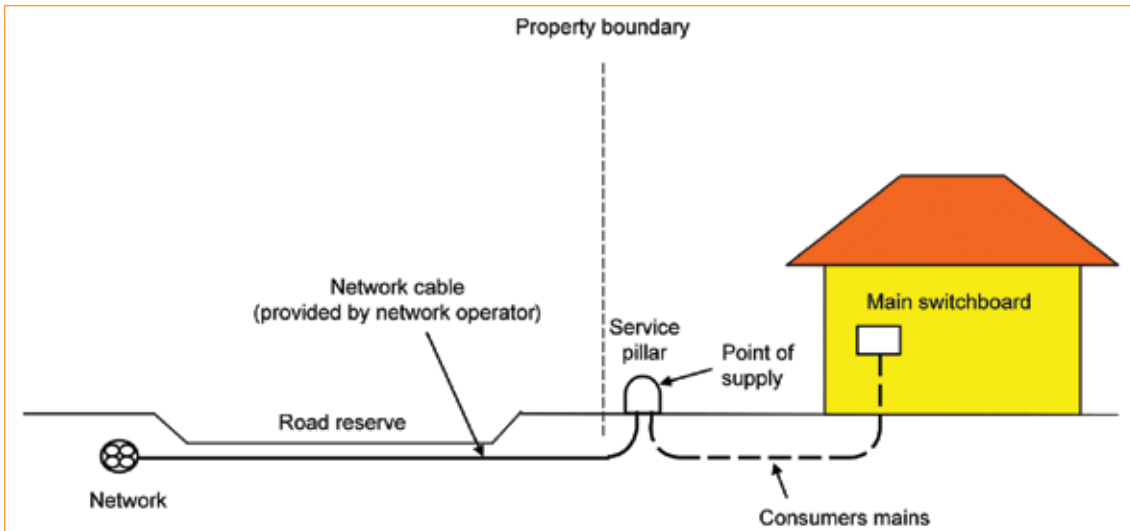 Property boundary
Network cable
(provided by network operator)
Service
pillar
Point of
supply
Main switchboard
Road reserve
Network
Consumers mains